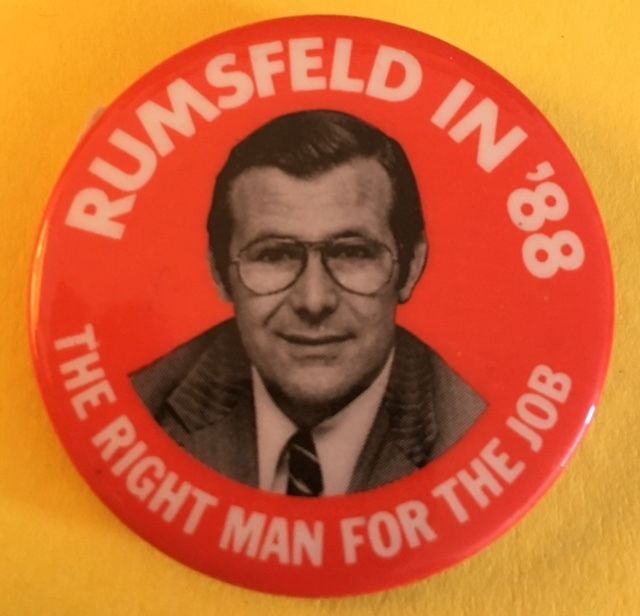 RUMSFELD IN '88
THE RIGHT MAN FOR THE JOB